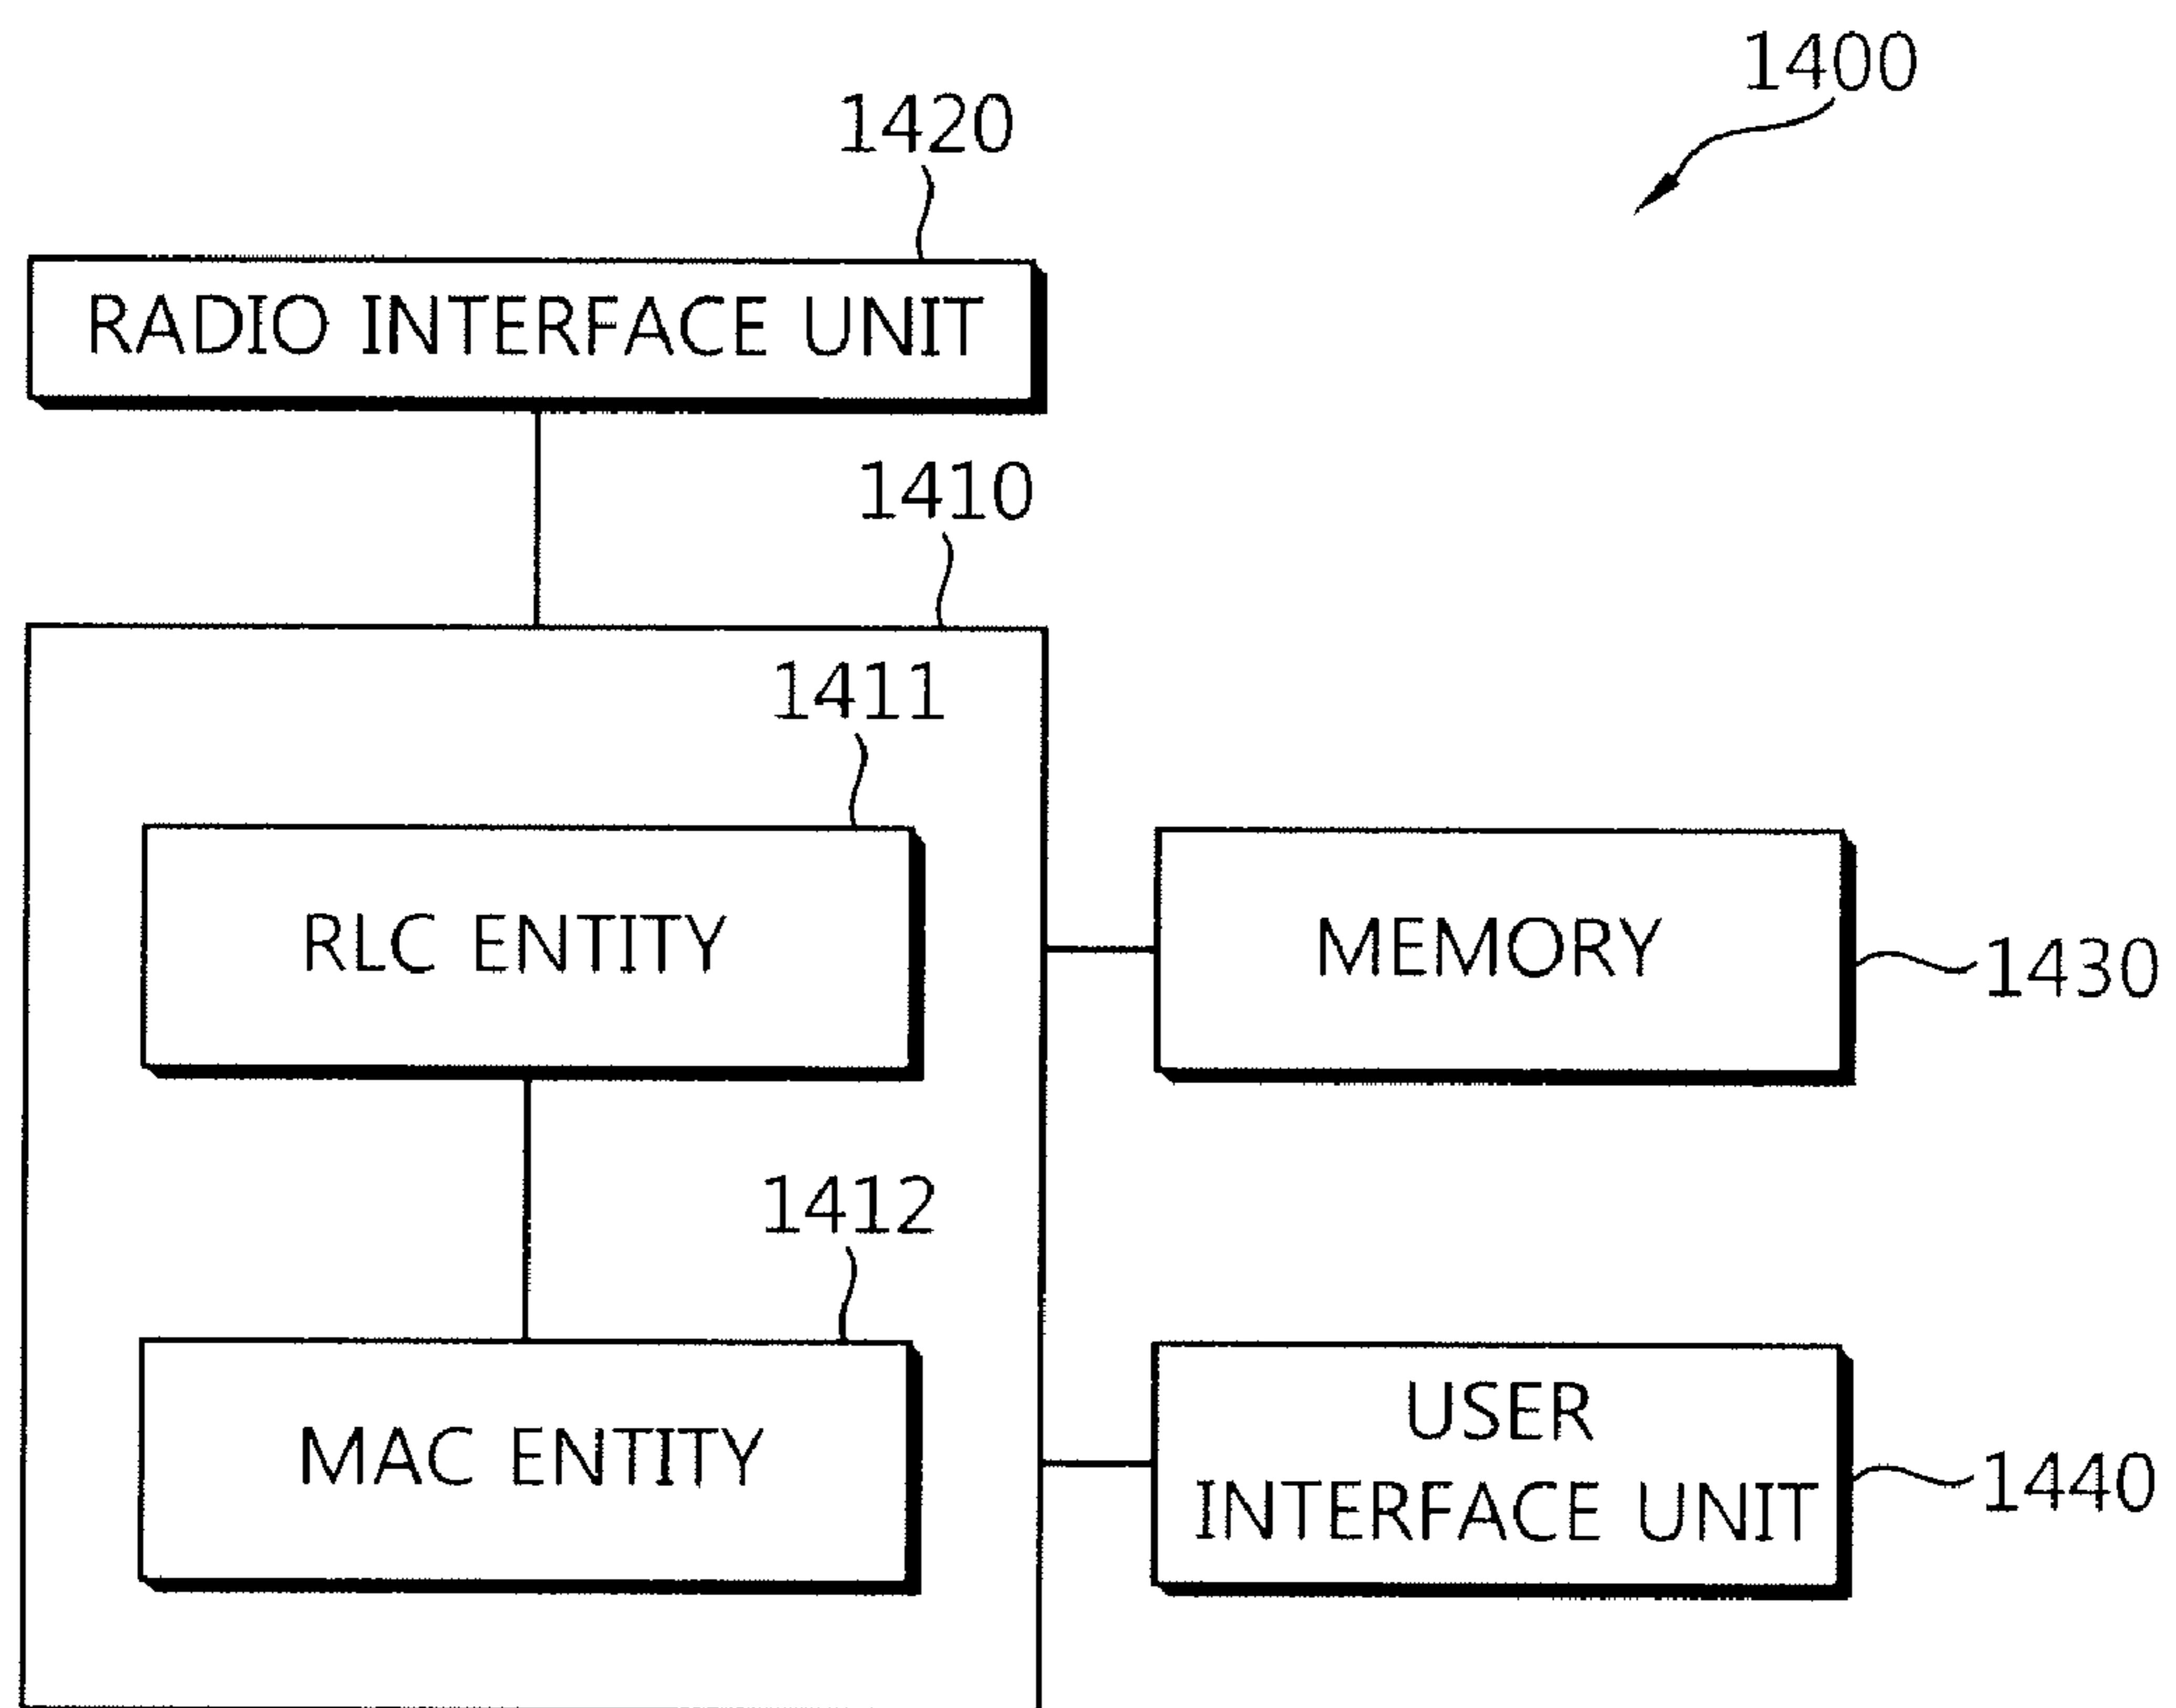 1400
1420
RADIO INTERFACE UNIT
1410
1411
RLC ENTITY
MEMORY
1430
1412
MAC ENTITY
USER
INTERFACE UNIT
1440